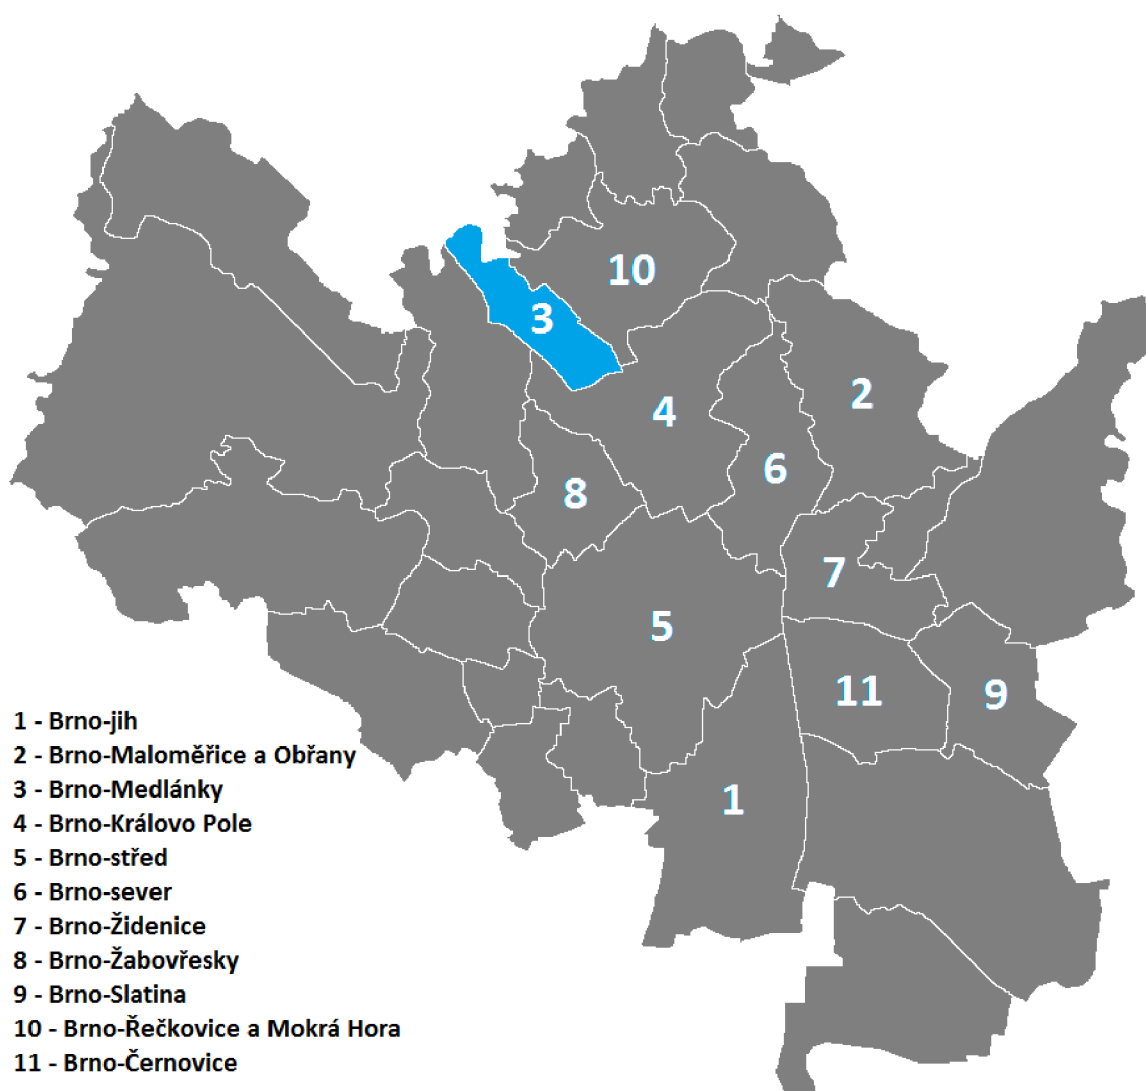 10
3
2
4
6
8
7
5
11
9
1
1 - Brno-jih
2 - Brno-Maloměřice a Obřany
3 - Brno-Medlánky
4 - Brno-Královo Pole
5 - Brno-střed
6 - Brno-sever
7 - Brno-Židenice
8 - Brno-Žabovřesky
9 - Brno-Slatina
10 - Brno-Řečkovice a Mokrá Hora
11 - Brno-Černovice